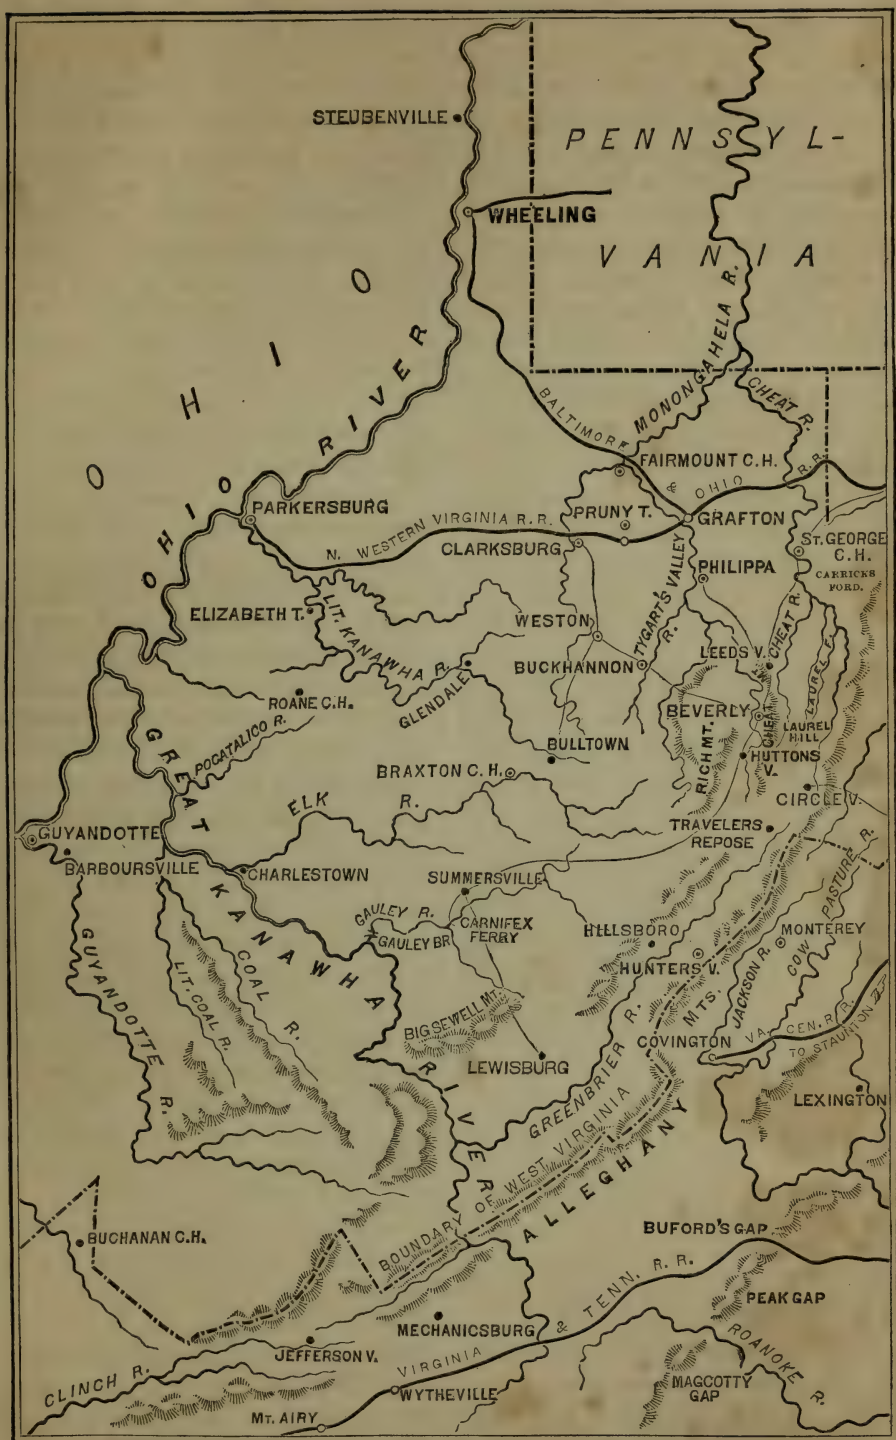 STEUBENVILLE
PENNSYL-
WHEELING
VANIA
OHIO
OHIO RIVER
MONONGAHELA R.
CHEAT R.
BALTIMORE & OHIO R.R.
FAIRMOUNT C.H.
PARKERSBURG
PRUNY T.
GRAFTON
N. WESTERN VIRGINIA R.R.
CLARKSBURG
ST. GEORGE
C.H.
CARRICKS
FORD.
PHILIPPA
TYGART'S VALLEY R.
CHEAT R.
ELIZABETH T.
LIT. KANAWHA R.
WESTON
LEEDS V.
LAUREL F.
BUCKHANNON
GLENDALE
ROANE C.H.
BEVERLY
CHEAT
LAUREL
HILL
RICH MT.
POCATALICO R.
BULLTOWN
HUTTONS
V.
BRAXTON C.H.
CIRCLE V.
GREAT KANAWHA RIVER
ELK R.
TRAVELERS
REPOSE
GUYANDOTTE
BARBOURSVILLE
CHARLESTOWN
SUMMERSVILLE
COW PASTURE R.
GAULEY R.
CARNIFEX
FERRY
GAULEY BR.
HILLSBORO
MONTEREY
HUNTERS V.
JACKSON R.
GUYANDOTTE R.
LIT. COAL R.
COAL R.
BIG SEWELL MT.
MTS.
VA. CEN. R.R.
TO STAUNTON
COVINGTON
LEWISBURG
GREENBRIER R.
LEXINGTON
BOUNDARY OF WEST VIRGINIA
ALLEGHANY
BUCHANAN C.H.
BUFORD'S GAP
PEAK GAP
MECHANICSBURG
VIRGINIA & TENN. R.R.
JEFFERSON V.
ROANOKE R.
CLINCH R.
WYTHEVILLE
MAGCOTTY
GAP
MT. AIRY